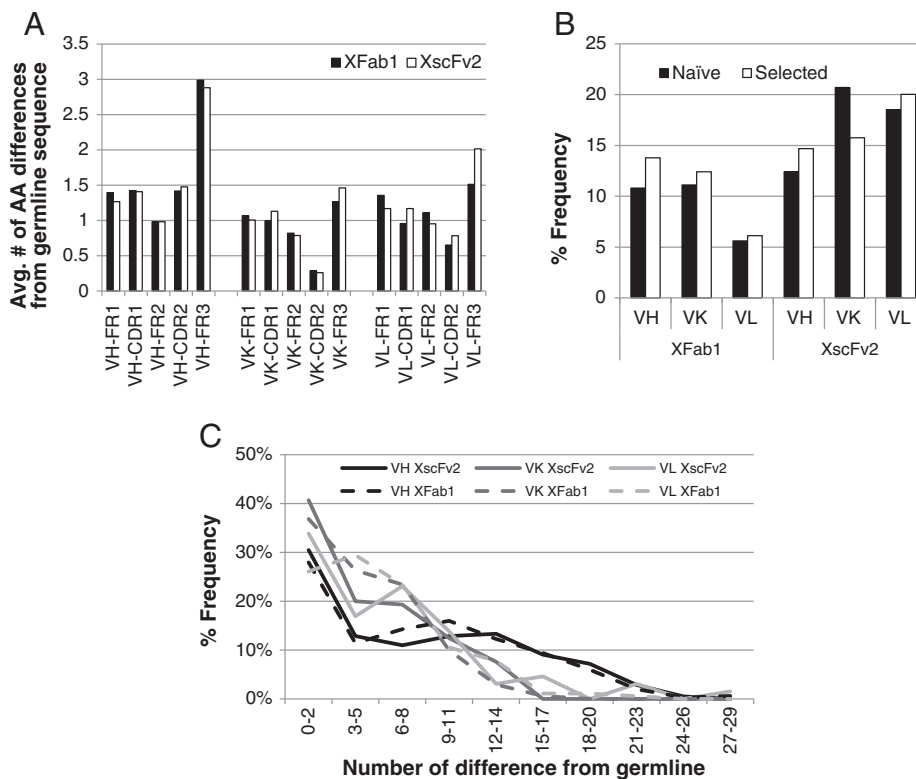 A
Avg. # of AA differences
from germline sequence
3.5
3
2.5
2
1.5
1
0.5
0
XFab1
XscFv2
VH-FR1
VH-CDR1
VH-FR2
VH-CDR2
VH-FR3
VK-FR1
VK-CDR1
VK-FR2
VK-CDR2
VK-FR3
VL-FR1
VL-CDR1
VL-FR2
VL-CDR2
VL-FR3
B
% Frequency
25
20
15
10
5
0
Naïve
Selected
VH VK VL VH VK VL
XFab1 XscFv2
C
% Frequency
50%
40%
30%
20%
10%
0%
VH XscFv2 VK XscFv2 VL XscFv2
VH XFab1 VK XFab1 VL XFab1
0-2
3-5
6-8
9-11
12-14
15-17
18-20
21-23
24-26
27-29
Number of difference from germline